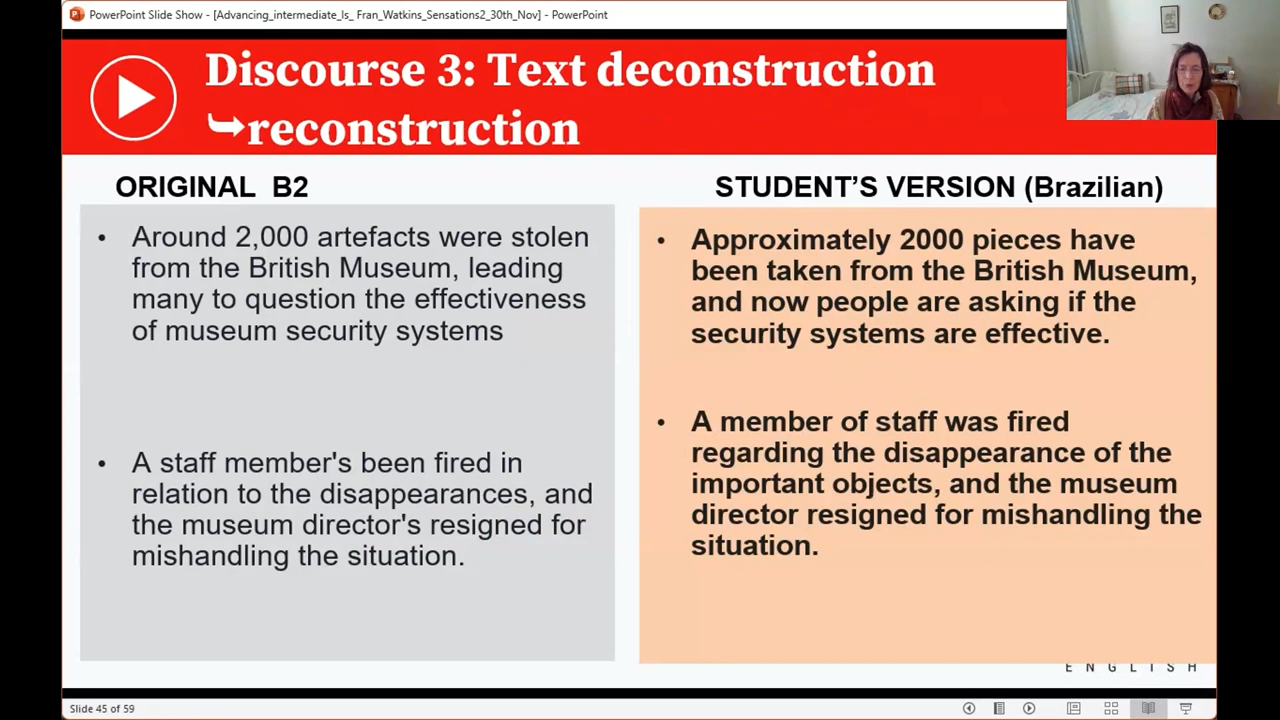 PowerPoint Slide Show - [Advancing_intermediate_ls_ Fran_Watkins_Sensations2_30th_Nov] - PowerPoint
Discourse 3: Text deconstruction
↪reconstruction
ORIGINAL B2
• Around 2,000 artefacts were stolen
from the British Museum, leading
many to question the effectiveness
of museum security systems
• A staff member's been fired in
relation to the disappearances, and
the museum director's resigned for
mishandling the situation.
STUDENT’S VERSION (Brazilian)
• Approximately 2000 pieces have
been taken from the British Museum,
and now people are asking if the
security systems are effective.
• A member of staff was fired
regarding the disappearance of the
important objects, and the museum
director resigned for mishandling the
situation.
ENGLISH
Slide 45 of 59